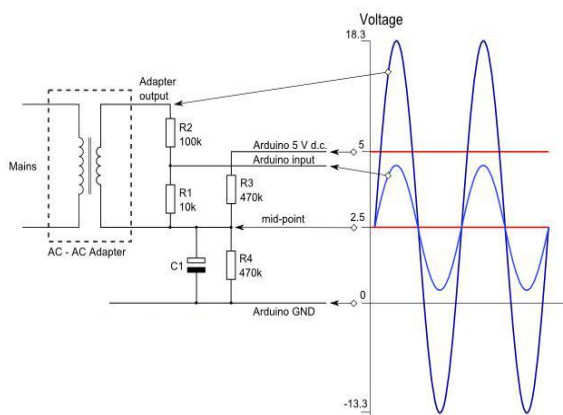 Voltage
18.3
Adapter
output
R2
100k
Arduino 5 V d.c.
5
Arduino input
Mains
R1
10k
R3
470k
mid-point
2.5
AC - AC Adapter
C1
R4
470k
0
Arduino GND
-13.3